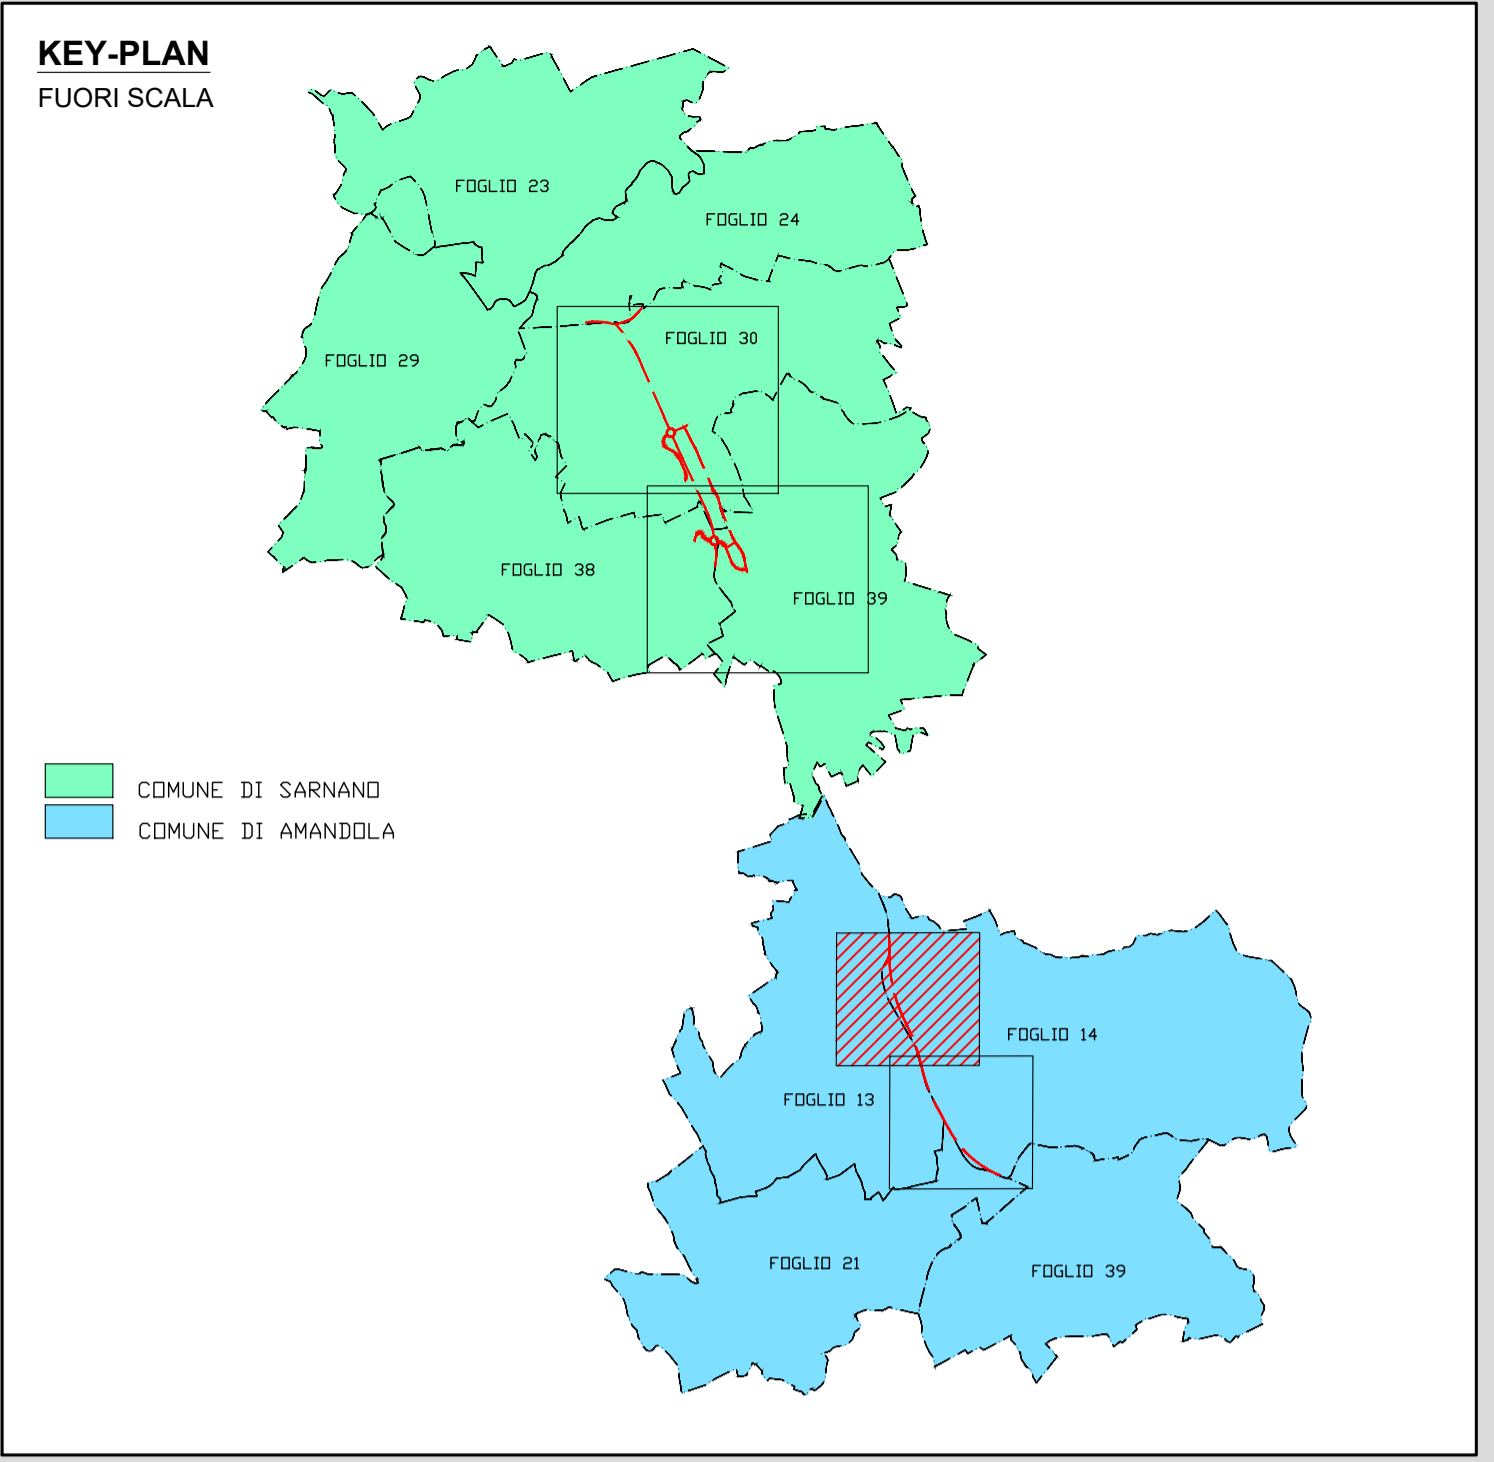 KEY-PLAN
FUORI SCALA
FOGLIO 23
FOGLIO 24
FOGLIO 30
FOGLIO 29
FOGLIO 38
FOGLIO 39
COMUNE DI SARNANO
COMUNE DI AMANDOLA
FOGLIO 14
FOGLIO 13
FOGLIO 21
FOGLIO 39